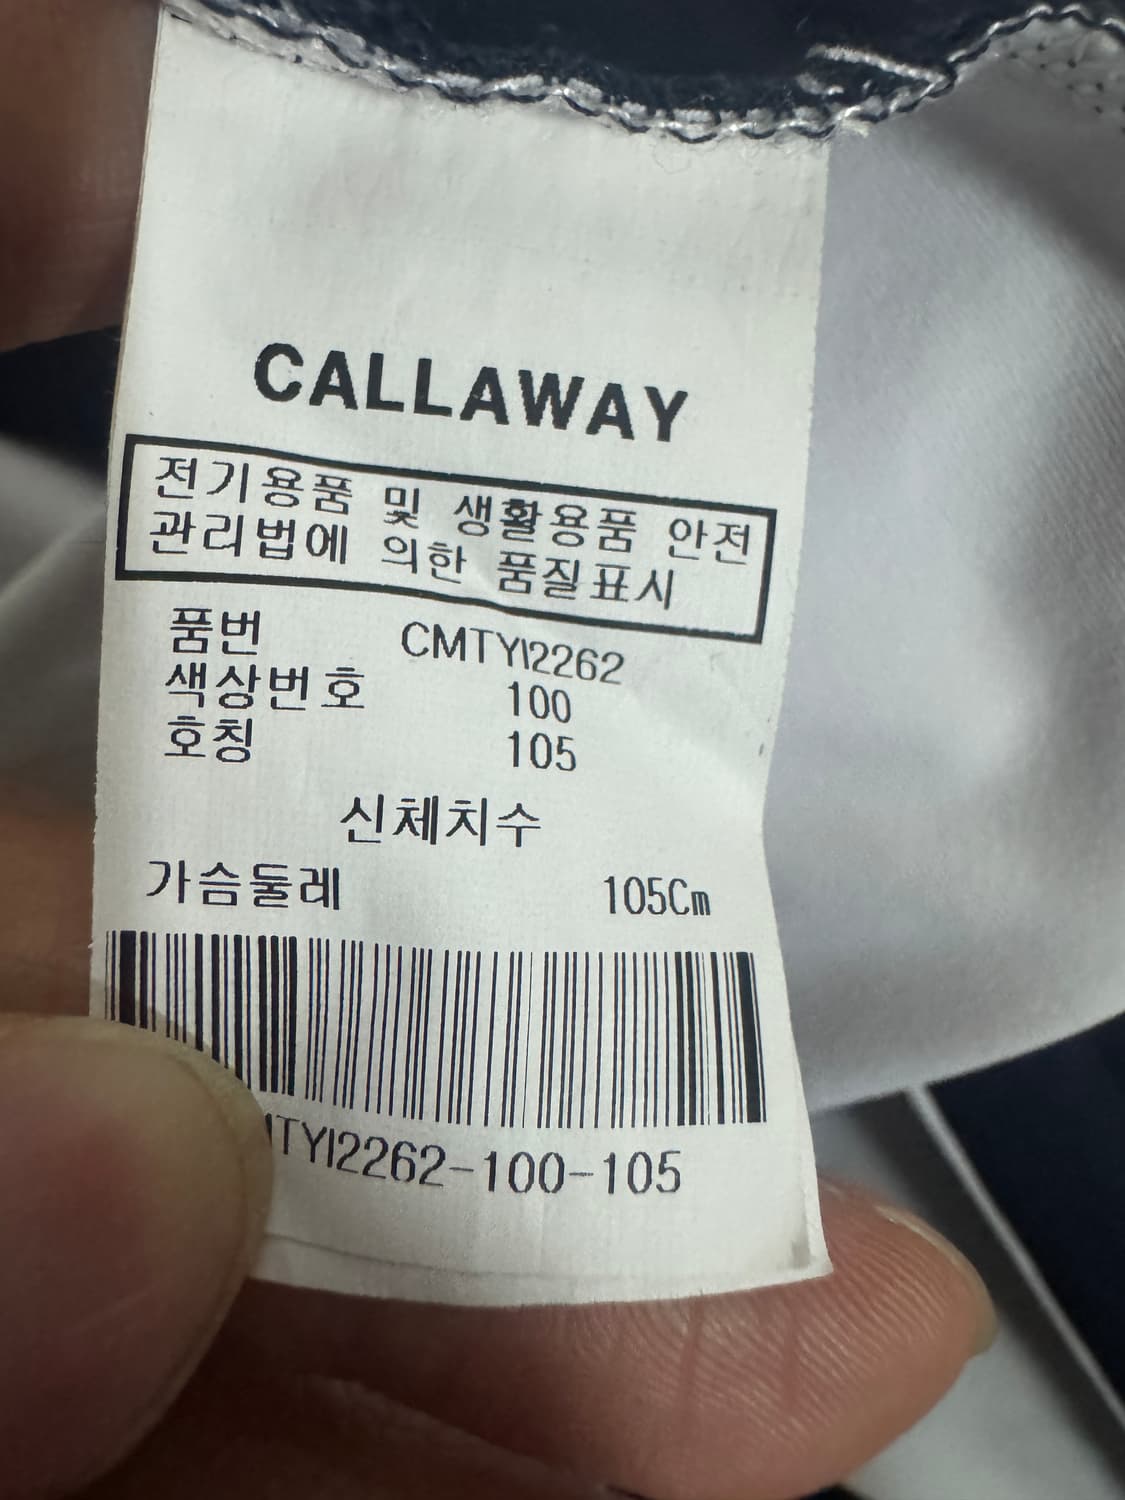 CALLAWAY
전기용품 및 생활용품 안전
관리법에 의한 품질표시
품번 CMTYI2262
색상번호 100
호칭 105
신체치수
가슴둘레 105Cm
MTYI2262-100-105